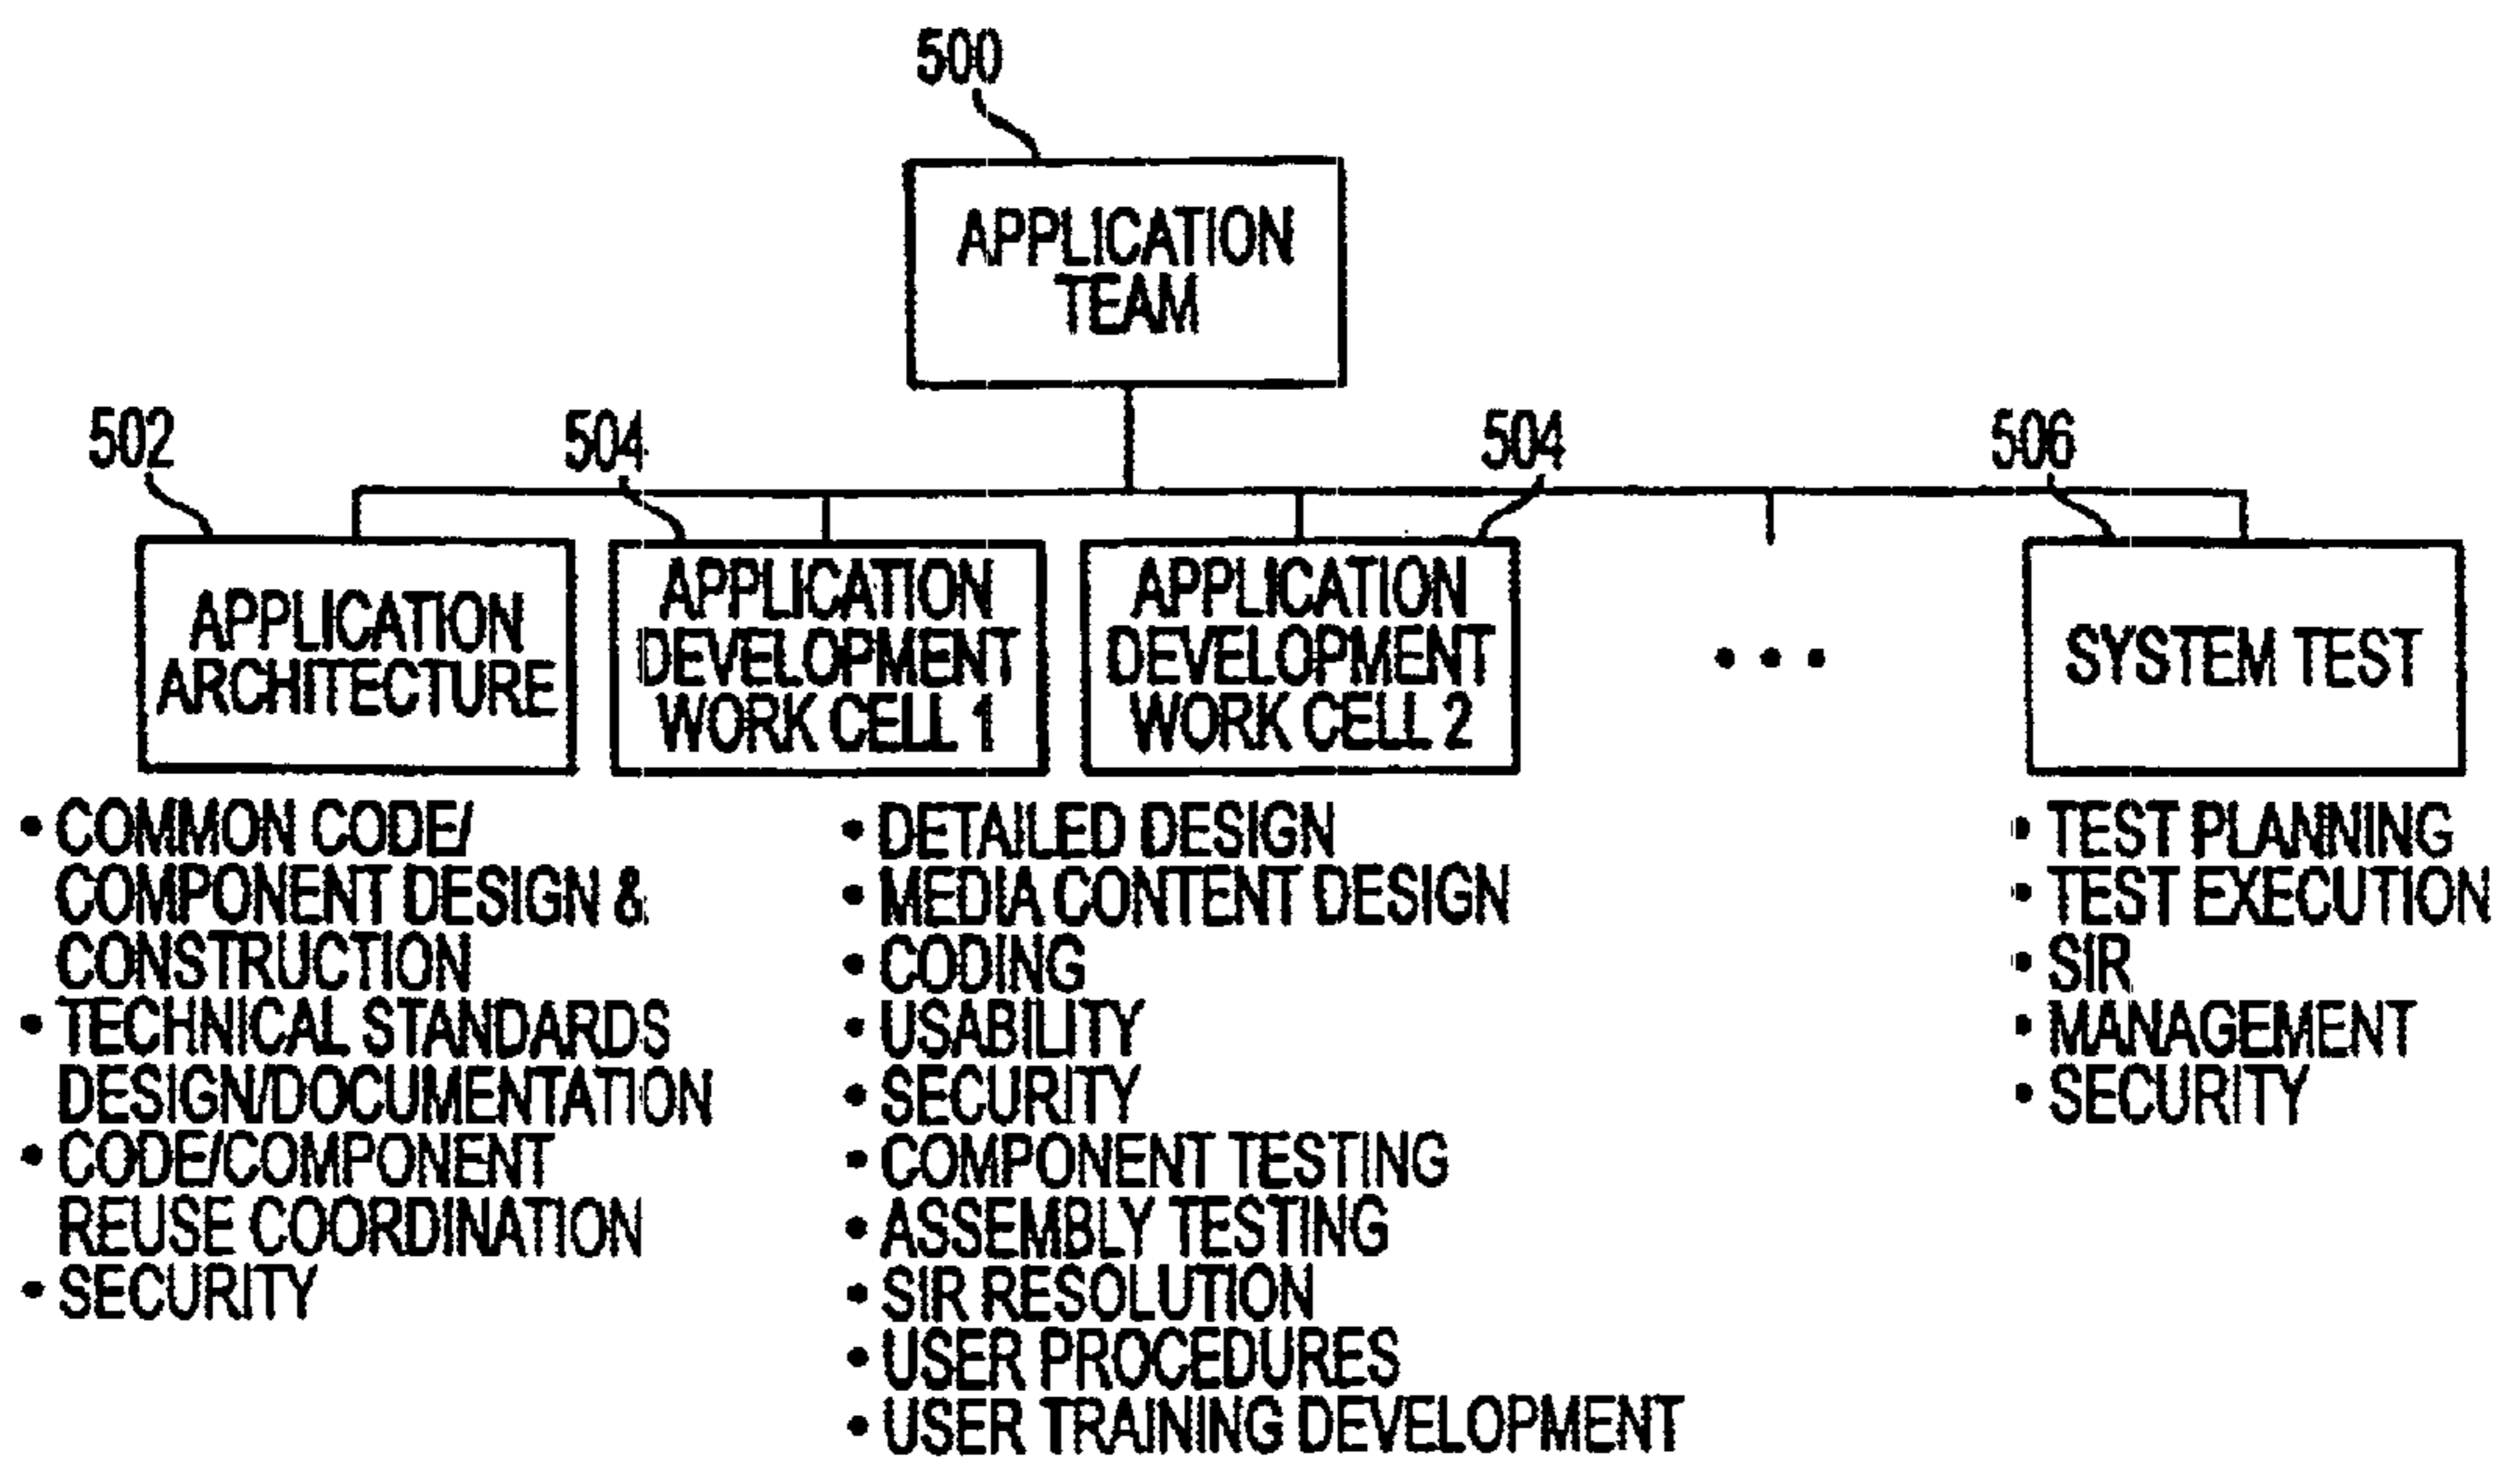 500
APPLICATION
TEAM
502
504
504
506
APPLICATION
ARCHITECTURE
APPLICATION
DEVELOPMENT
WORK CELL 1
APPLICATION
DEVELOPMENT
WORK CELL 2
• • •
SYSTEM TEST
• COMMON CODE/
COMPONENT DESIGN &
CONSTRUCTION
• TECHNICAL STANDARDS
DESIGN/DOCUMENTATION
• CODE/COMPONENT
REUSE COORDINATION
• SECURITY
• DETAILED DESIGN
• MEDIA CONTENT DESIGN
• CODING
• USABILITY
• SECURITY
• COMPONENT TESTING
• ASSEMBLY TESTING
• SIR RESOLUTION
• USER PROCEDURES
• USER TRAINING DEVELOPMENT
• TEST PLANNING
• TEST EXECUTION
• SIR
• MANAGEMENT
• SECURITY